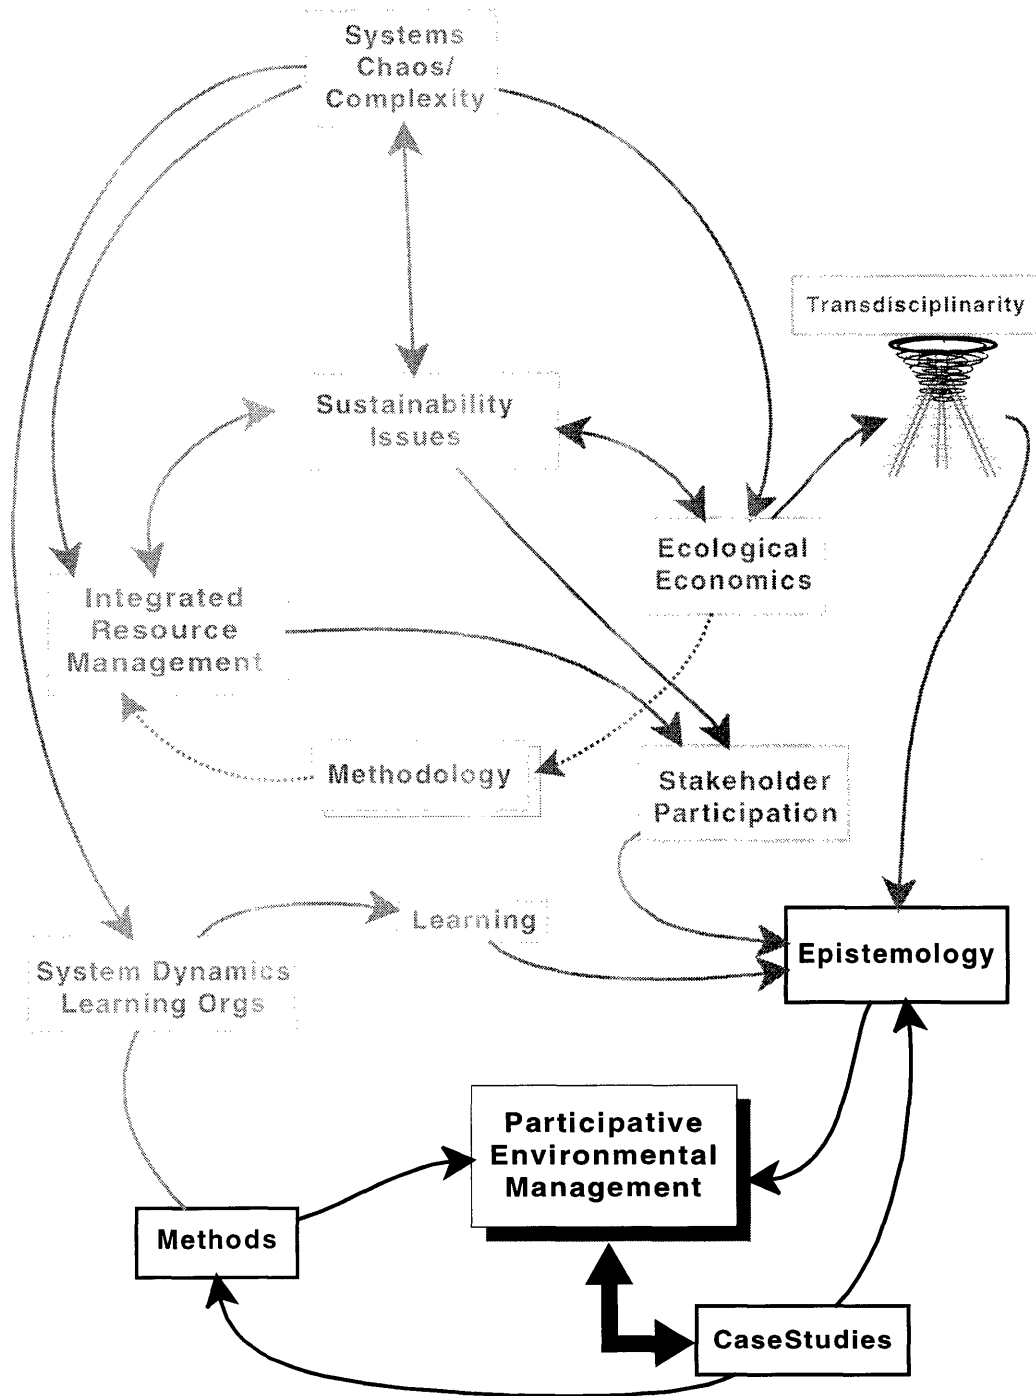 Systems
Chaos/
Complexity
Transdisciplinarity
Sustainability
Issues
Ecological
Economics
Integrated
Resource
Management
Methodology
Stakeholder
Participation
Learning
Epistemology
System Dynamics
Learning Orgs
Participative
Environmental
Management
Methods
CaseStudies